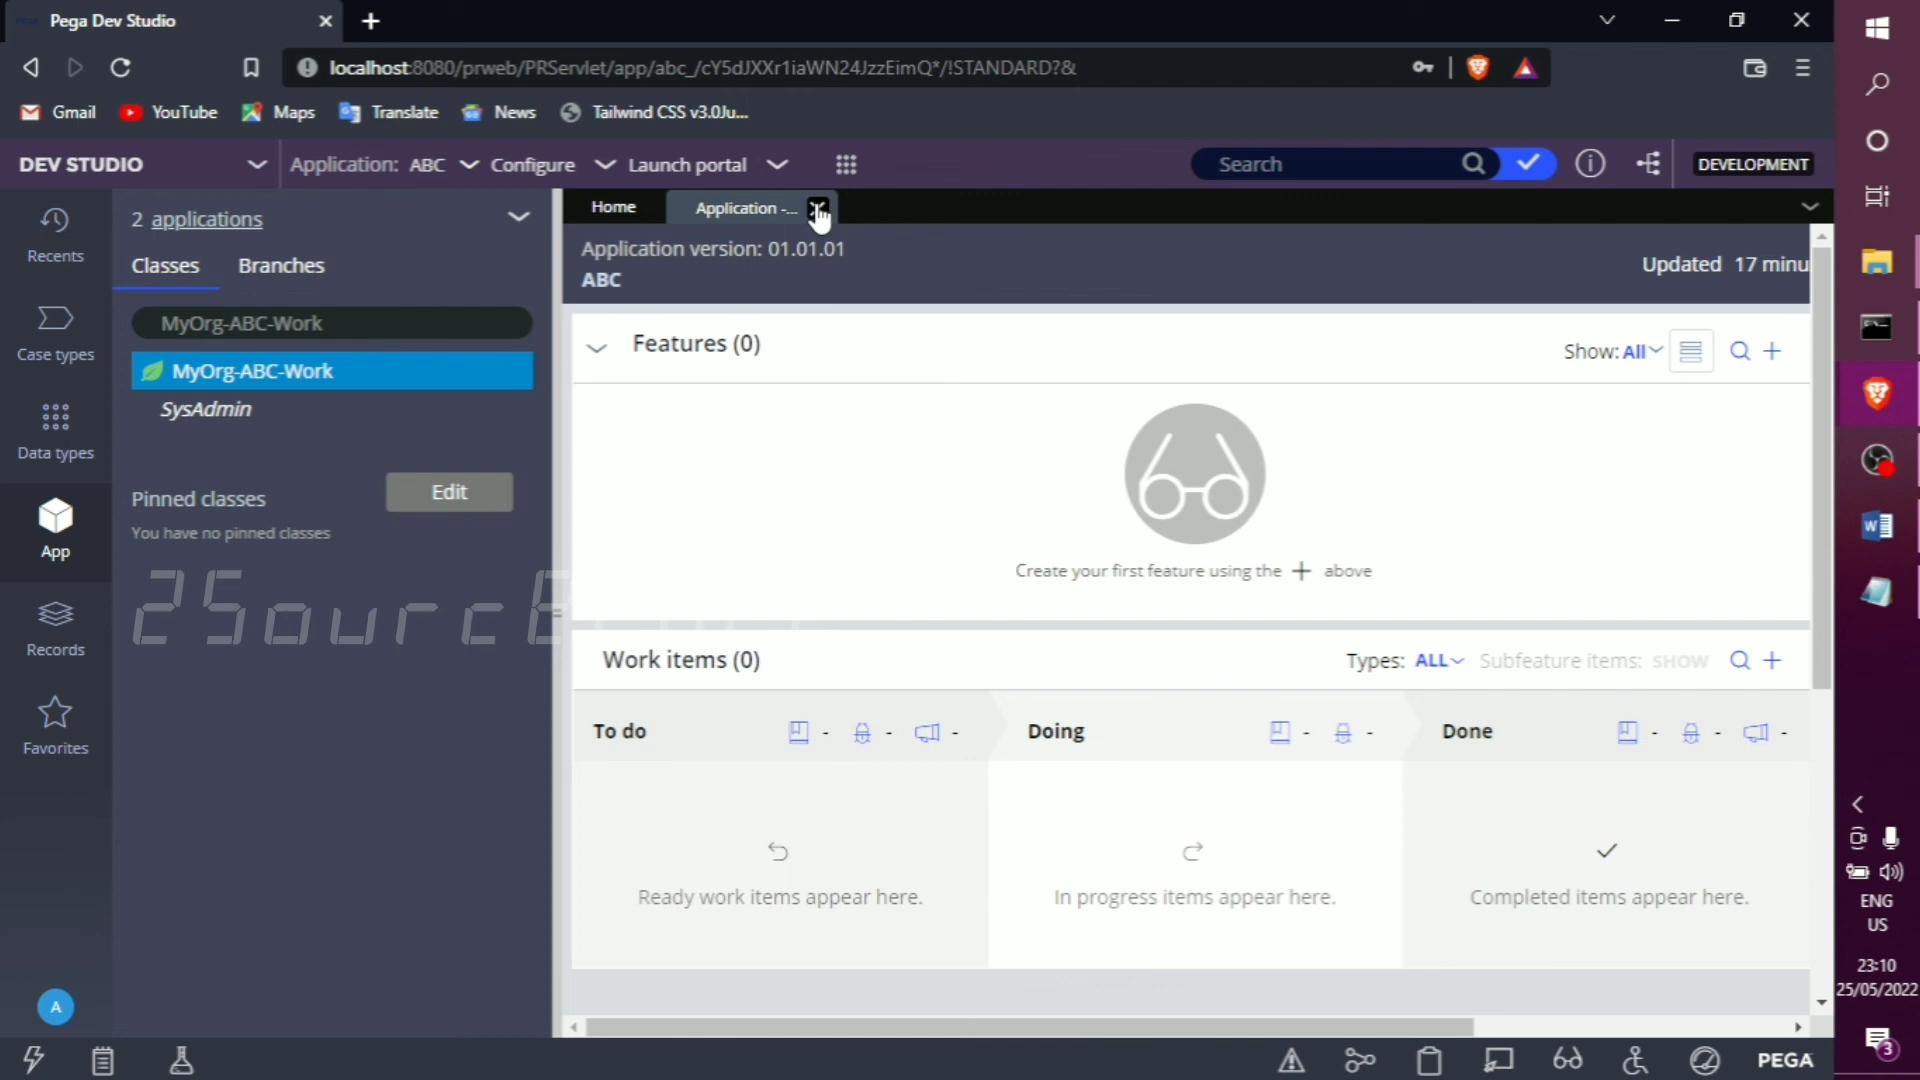 Pega Dev Studio
localhost:8080/prweb/PRServlet/app/abc_/cY5dJXXr1iaWN24JzzEimQ*/!STANDARD?&
Gmail YouTube Maps Translate News Tailwind CSS v3.0Ju...
DEV STUDIO Application: ABC Configure Launch portal Search DEVELOPMENT
Recents
Case types
Data types
App
Records
Favorites
A
2 applications
Classes Branches
MyOrg-ABC-Work
MyOrg-ABC-Work
SysAdmin
Pinned classes Edit
You have no pinned classes
Home Application -...
Application version: 01.01.01
ABC
Updated 17 minu
Features (0) Show: All
Create your first feature using the + above
Work items (0) Types: ALL Subfeature items: SHOW
To do - - - Doing - - Done - - -
Ready work items appear here. In progress items appear here. Completed items appear here.
PEGA
ENG
US
23:10
25/05/2022
3